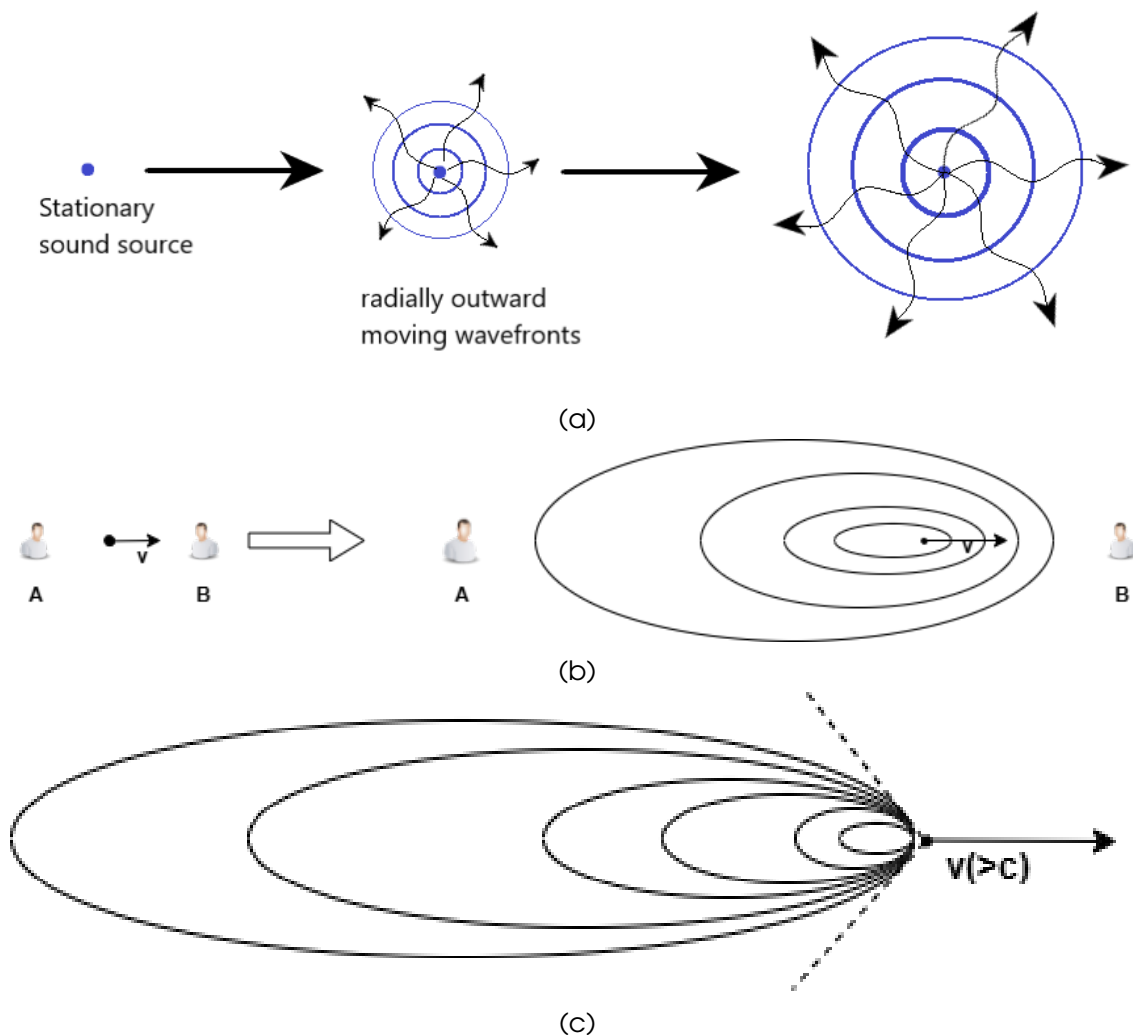 Stationary
sound source
radially outward
moving wavefronts
(a)
v
A
B
A
v
B
(b)
V(>C)
(c)